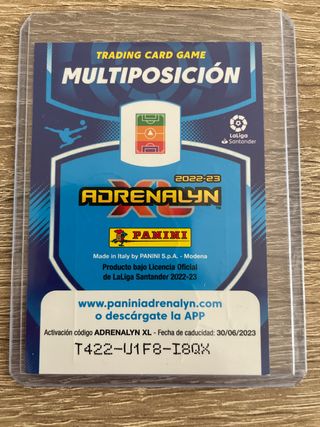 TRADING CARD GAME
MULTIPOSICIÓN
LaLiga
Santander
2022-23
ADRENALYN
XL
PANINI
Made in Italy by PANINI S.p.A. - Modena
Producto bajo Licencia Oficial
de LaLiga Santander 2022-23
www.paniniadrenalyn.com
o descárgate la APP
Activación código ADRENALYN XL - Fecha de caducidad: 30/06/2023
T422-U1F8-I8QX